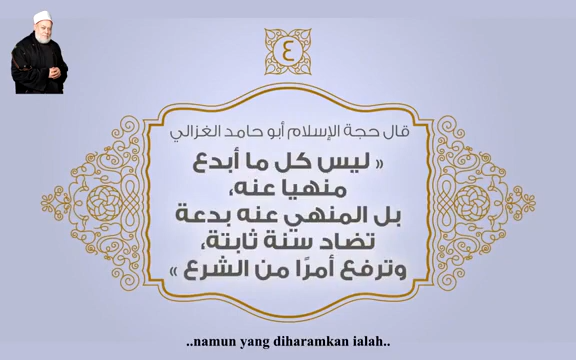 ٤
قال حجة الإسلام أبو حامد الغزالي
« ليس كل ما أبدع
منهيا عنه،
بل المنهي عنه بدعة
تضاد سنة ثابتة،
وترفع أمرًا من الشرع »
..namun yang diharamkan ialah..